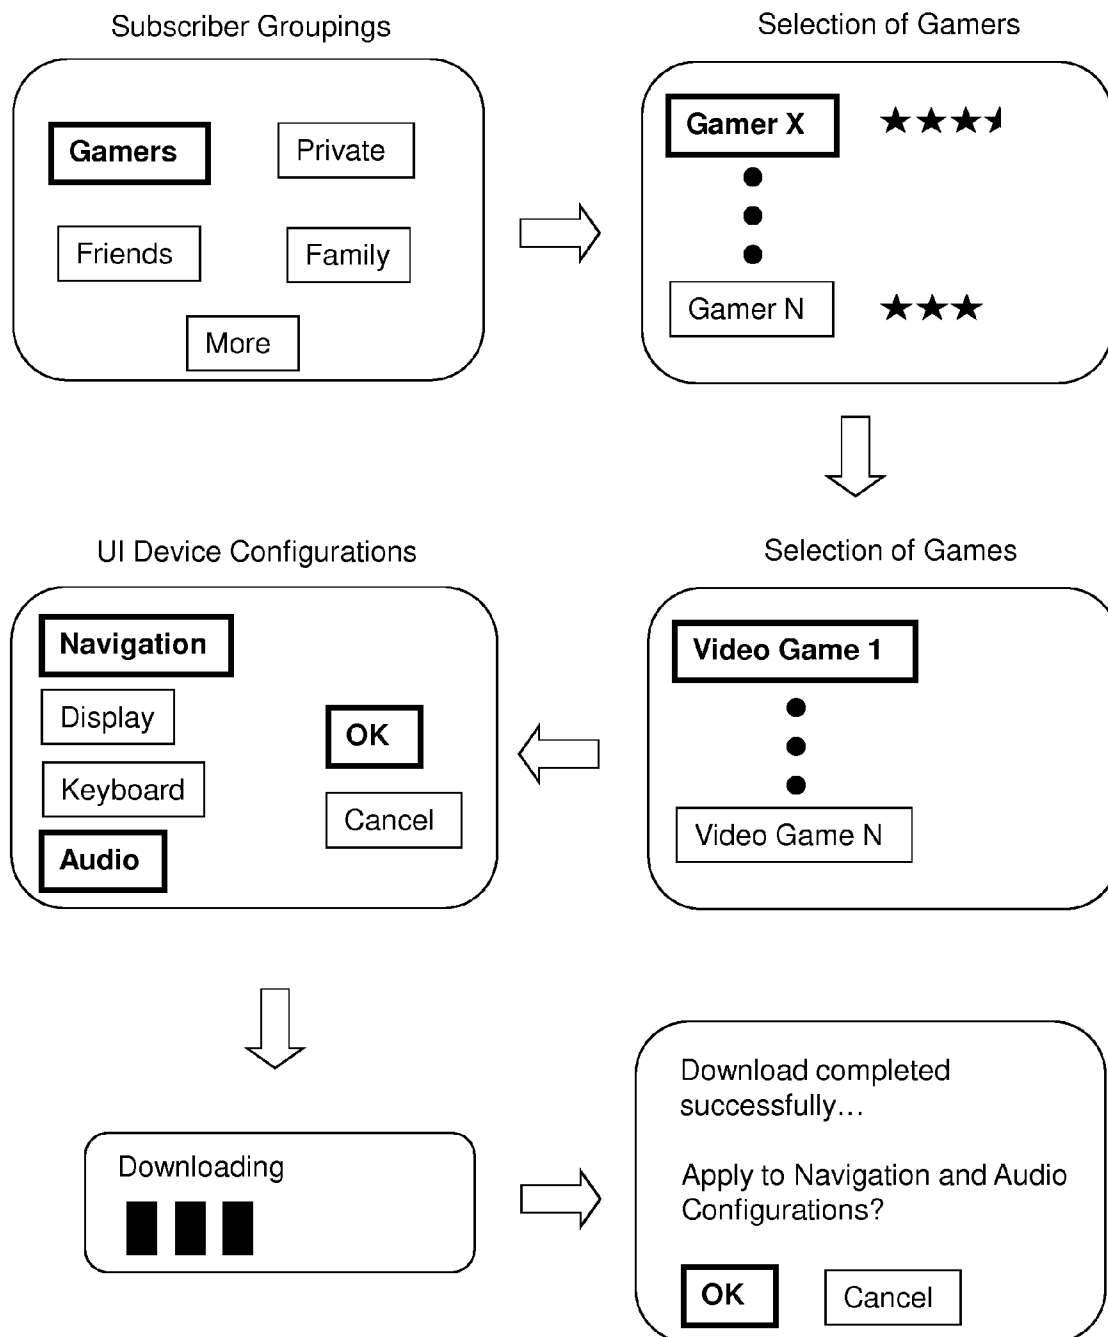 Subscriber Groupings
Gamers
Private
Friends
Family
More
Selection of Gamers
Gamer X
Gamer N
Selection of Games
Video Game 1
Video Game N
UI Device Configurations
Navigation
Display
Keyboard
Audio
OK
Cancel
Downloading
Download completed
successfully...
Apply to Navigation and Audio
Configurations?
OK
Cancel